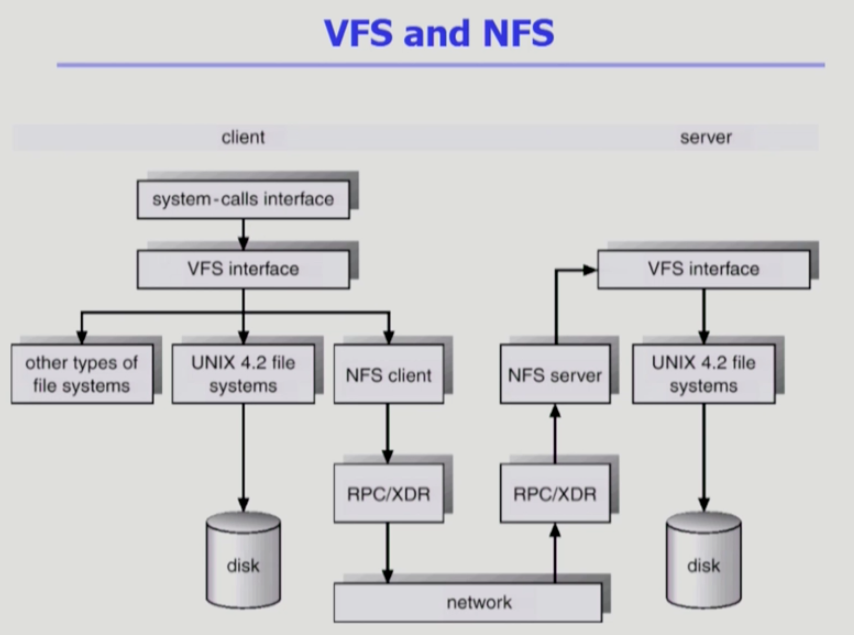 VFS and NFS
client
server
system-calls interface
VFS interface
VFS interface
other types of
file systems
UNIX 4.2 file
systems
NFS client
NFS server
UNIX 4.2 file
systems
RPC/XDR
RPC/XDR
disk
disk
network